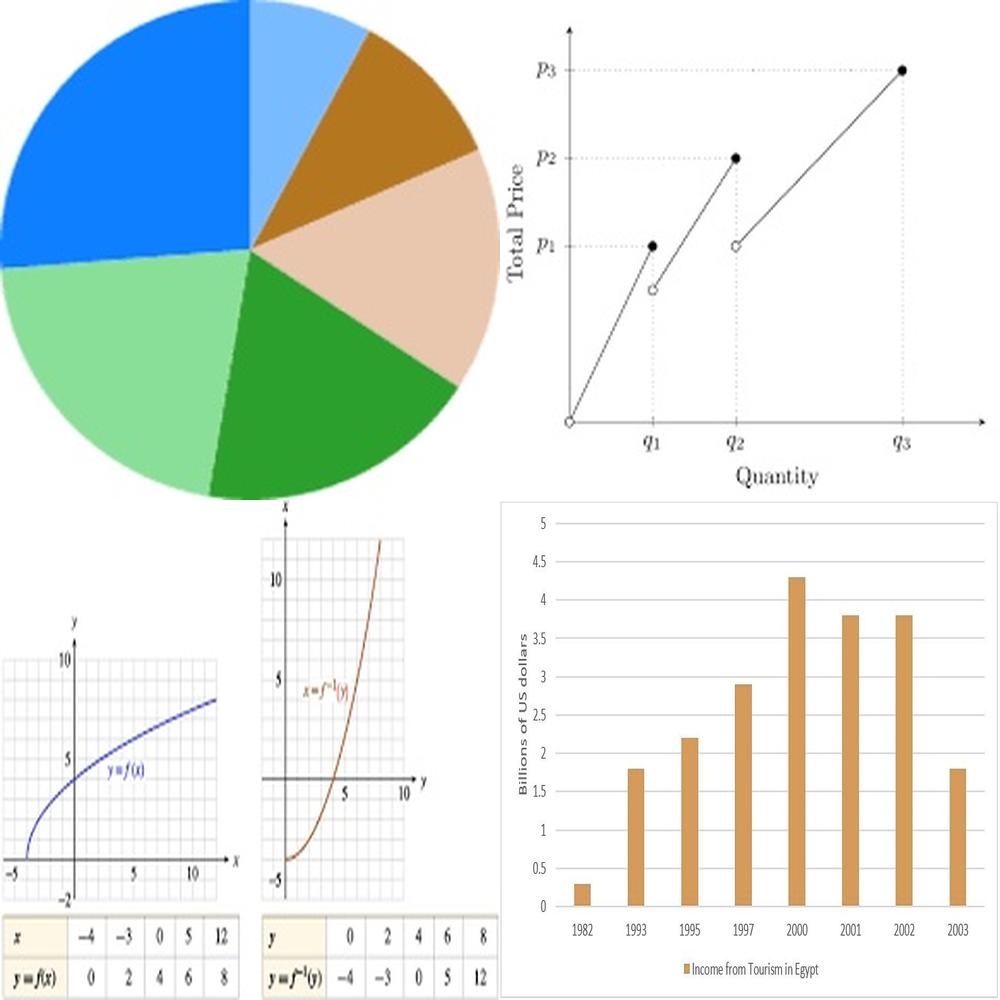 p3
p2
p1
Total Price
q1 q2 q3
Quantity
y
10
5
y=f(x)
-5 5 10 x
-2
x
10
5
x=f⁻¹(y)
5 10 y
-5
x -4 -3 0 5 12
y=f(x) 0 2 4 6 8
y 0 2 4 6 8
y=f⁻¹(y) -4 -3 0 5 12
5
4.5
4
3.5
3
2.5
2
1.5
1
0.5
0
Billions of US dollars
1982 1993 1995 1997 2000 2001 2002 2003
Income from Tourism in Egypt